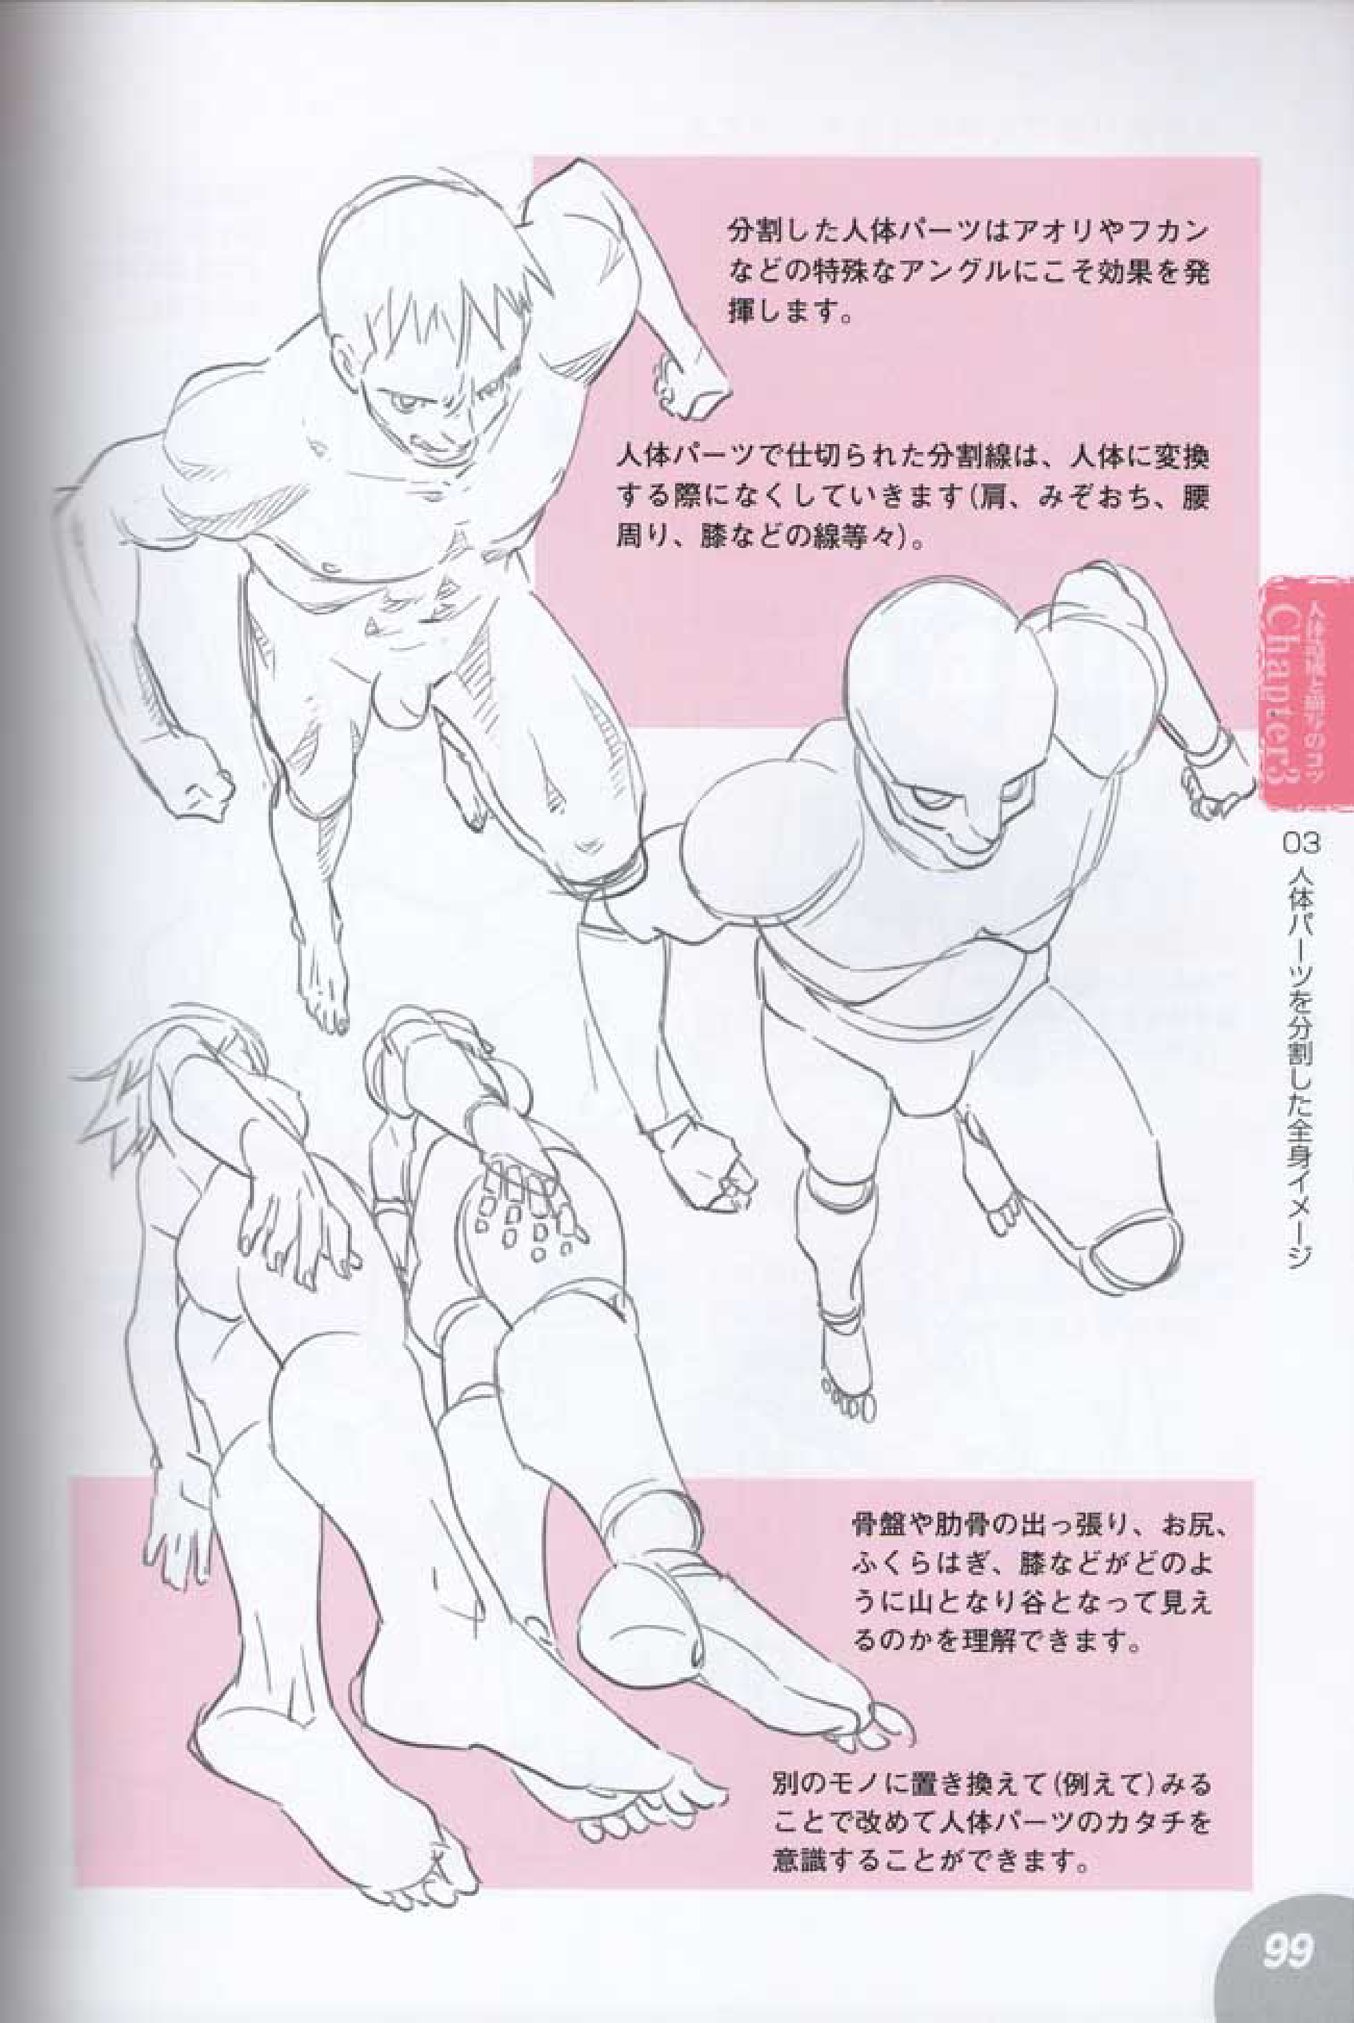 分割した人体パーツはアオリやフカン
などの特殊なアングルにこそ効果を発
揮します。
人体パーツで仕切られた分割線は、人体に変換
する際になくしていきます(肩、みぞおち、腰
周り、膝などの線等々)。
Chapter3
03 人体パーツを分割した全身イメージ
骨盤や肋骨の出っ張り、お尻、
ふくらはぎ、膝などがどのよ
うに山となり谷となって見え
るのかを理解できます。
別のモノに置き換えて(例えて)みる
ことで改めて人体パーツのカタチを
意識することができます。
99